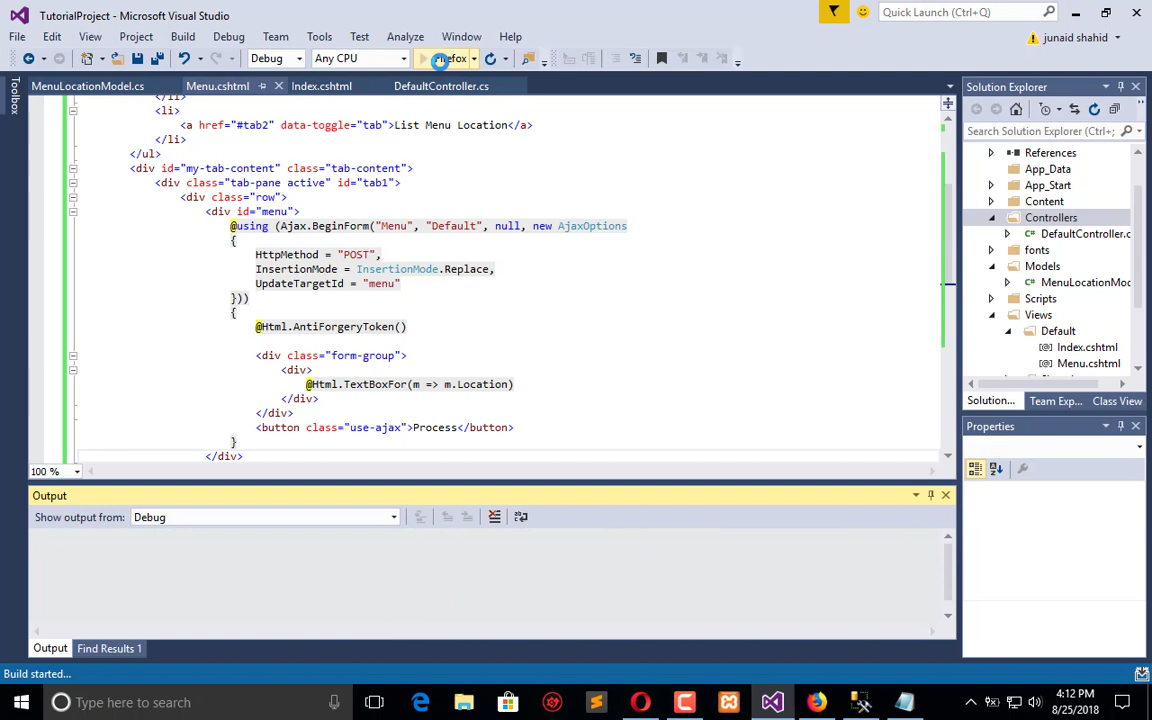 TutorialProject - Microsoft Visual Studio
Quick Launch (Ctrl+Q)
File Edit View Project Build Debug Team Tools Test Analyze Window Help
junaid shahid
Debug Any CPU Firefox
Toolbox
MenuLocationModel.cs Menu.cshtml Index.cshtml DefaultController.cs
<li>
<a href="#tab2" data-toggle="tab">List Menu Location</a>
</li>
</ul>
<div id="my-tab-content" class="tab-content">
<div class="tab-pane active" id="tab1">
<div class="row">
<div id="menu">
@using (Ajax.BeginForm("Menu", "Default", null, new AjaxOptions
{
HttpMethod = "POST",
InsertionMode = InsertionMode.Replace,
UpdateTargetId = "menu"
}))
{
@Html.AntiForgeryToken()
<div class="form-group">
<div>
@Html.TextBoxFor(m => m.Location)
</div>
</div>
<button class="use-ajax">Process</button>
}
</div>
100 %
Solution Explorer
Search Solution Explorer (Ctrl+;
References
App_Data
App_Start
Content
Controllers
DefaultController.c
fonts
Models
MenuLocationMod
Scripts
Views
Default
Index.cshtml
Menu.cshtml
Solution... Team Exp... Class View
Properties
Output
Show output from: Debug
Output Find Results 1
Build started...
Type here to search
4:12 PM
8/25/2018